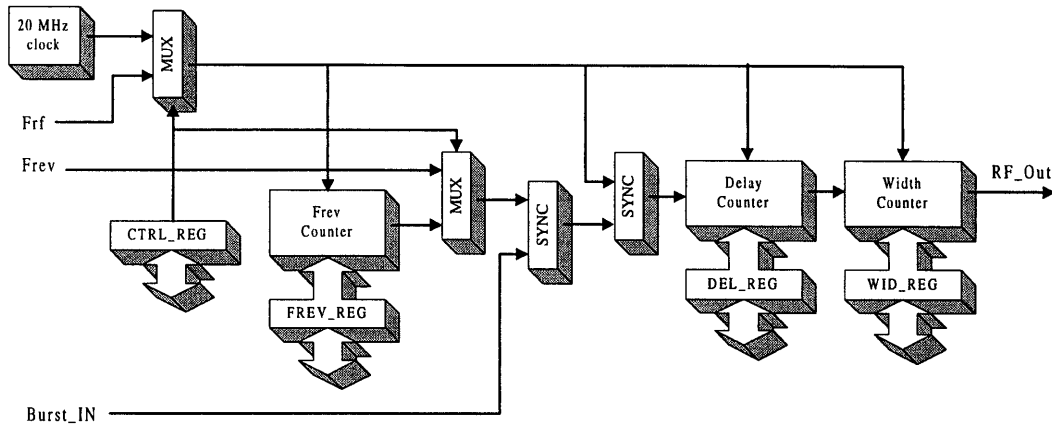 20 MHz
clock
MUX
Frf
Frev
CTRL_REG
Frev
Counter
FREV_REG
MUX
SYNC
SYNC
Delay
Counter
DEL_REG
Width
Counter
WID_REG
RF_Out
Burst_IN